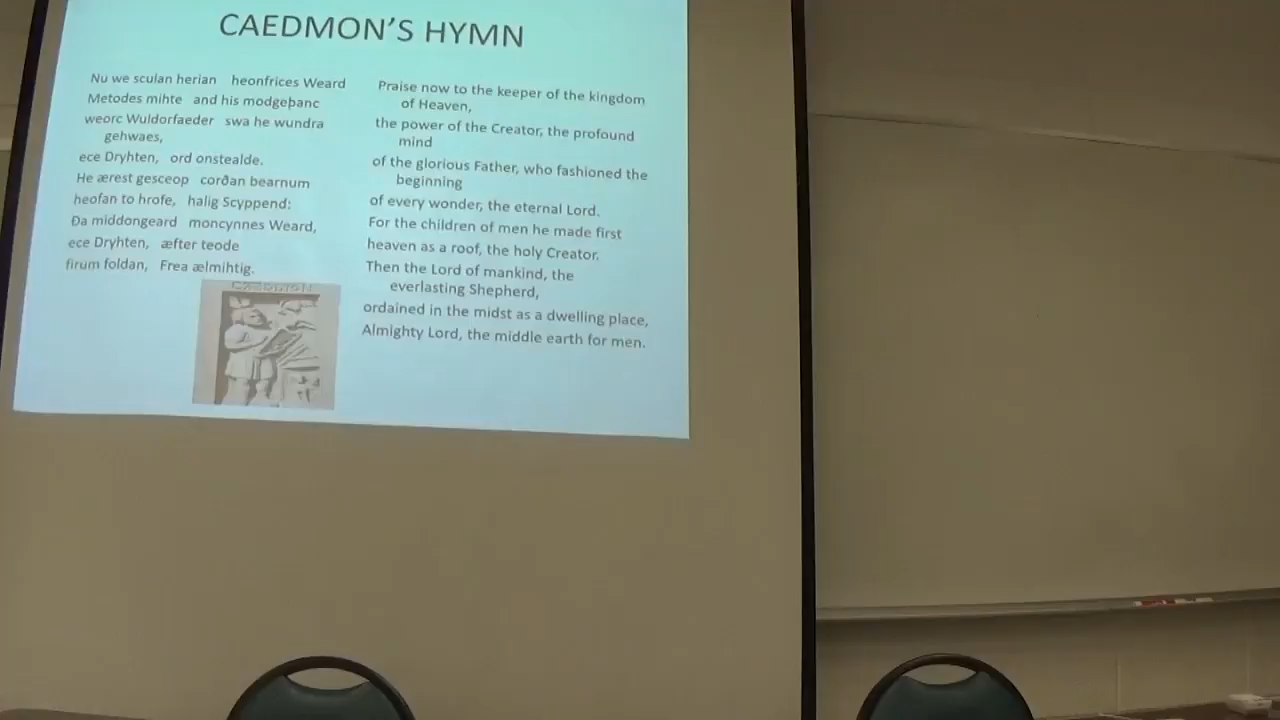 CAEDMON'S HYMN
Nu we sculan herian heonfrices Weard
Metodes mihte and his modgeþanc
weorc Wuldorfaeder swa he wundra
gehwaes,
ece Dryhten, ord onstealde.
He ærest gesceop corðan bearnum
heofan to hrofe, halig Scyppend:
Ða middongeard moncynnes Weard,
ece Dryhten, æfter teode
firum foldan, Frea ælmihtig.
CÆDMON
Praise now to the keeper of the kingdom
of Heaven,
the power of the Creator, the profound
mind
of the glorious Father, who fashioned the
beginning
of every wonder, the eternal Lord.
For the children of men he made first
heaven as a roof, the holy Creator.
Then the Lord of mankind, the
everlasting Shepherd,
ordained in the midst as a dwelling place,
Almighty Lord, the middle earth for men.